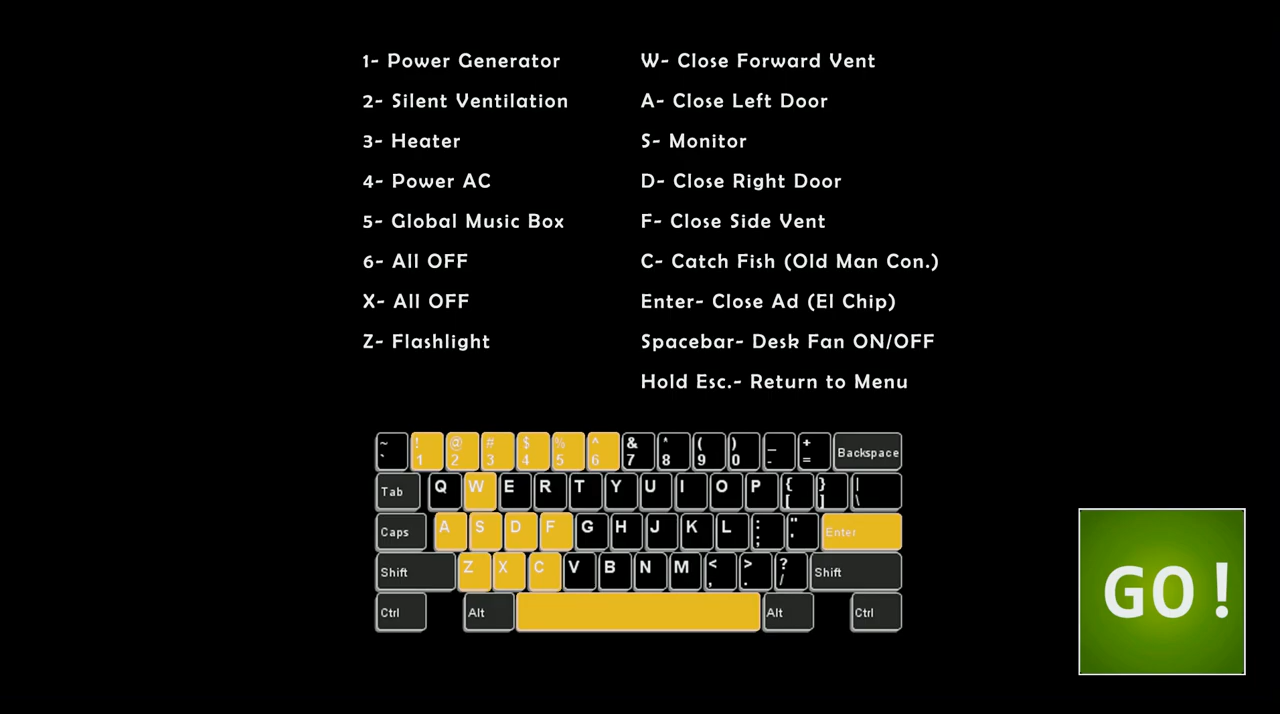 1- Power Generator
2- Silent Ventilation
3- Heater
4- Power AC
5- Global Music Box
6- All OFF
X- All OFF
Z- Flashlight
W- Close Forward Vent
A- Close Left Door
S- Monitor
D- Close Right Door
F- Close Side Vent
C- Catch Fish (Old Man Con.)
Enter- Close Ad (El Chip)
Spacebar- Desk Fan ON/OFF
Hold Esc.- Return to Menu
~ ` ! 1 @ 2 # 3 $ 4 % 5 ^ 6 & 7 * 8 ( 9 ) 0 _ - + = Backspace
Tab Q W E R T Y U I O P { [ } ] | \
Caps A S D F G H J K L : ; " ' Enter
Shift Z X C V B N M < , > . ? / Shift
Ctrl Alt Alt Ctrl
GO!